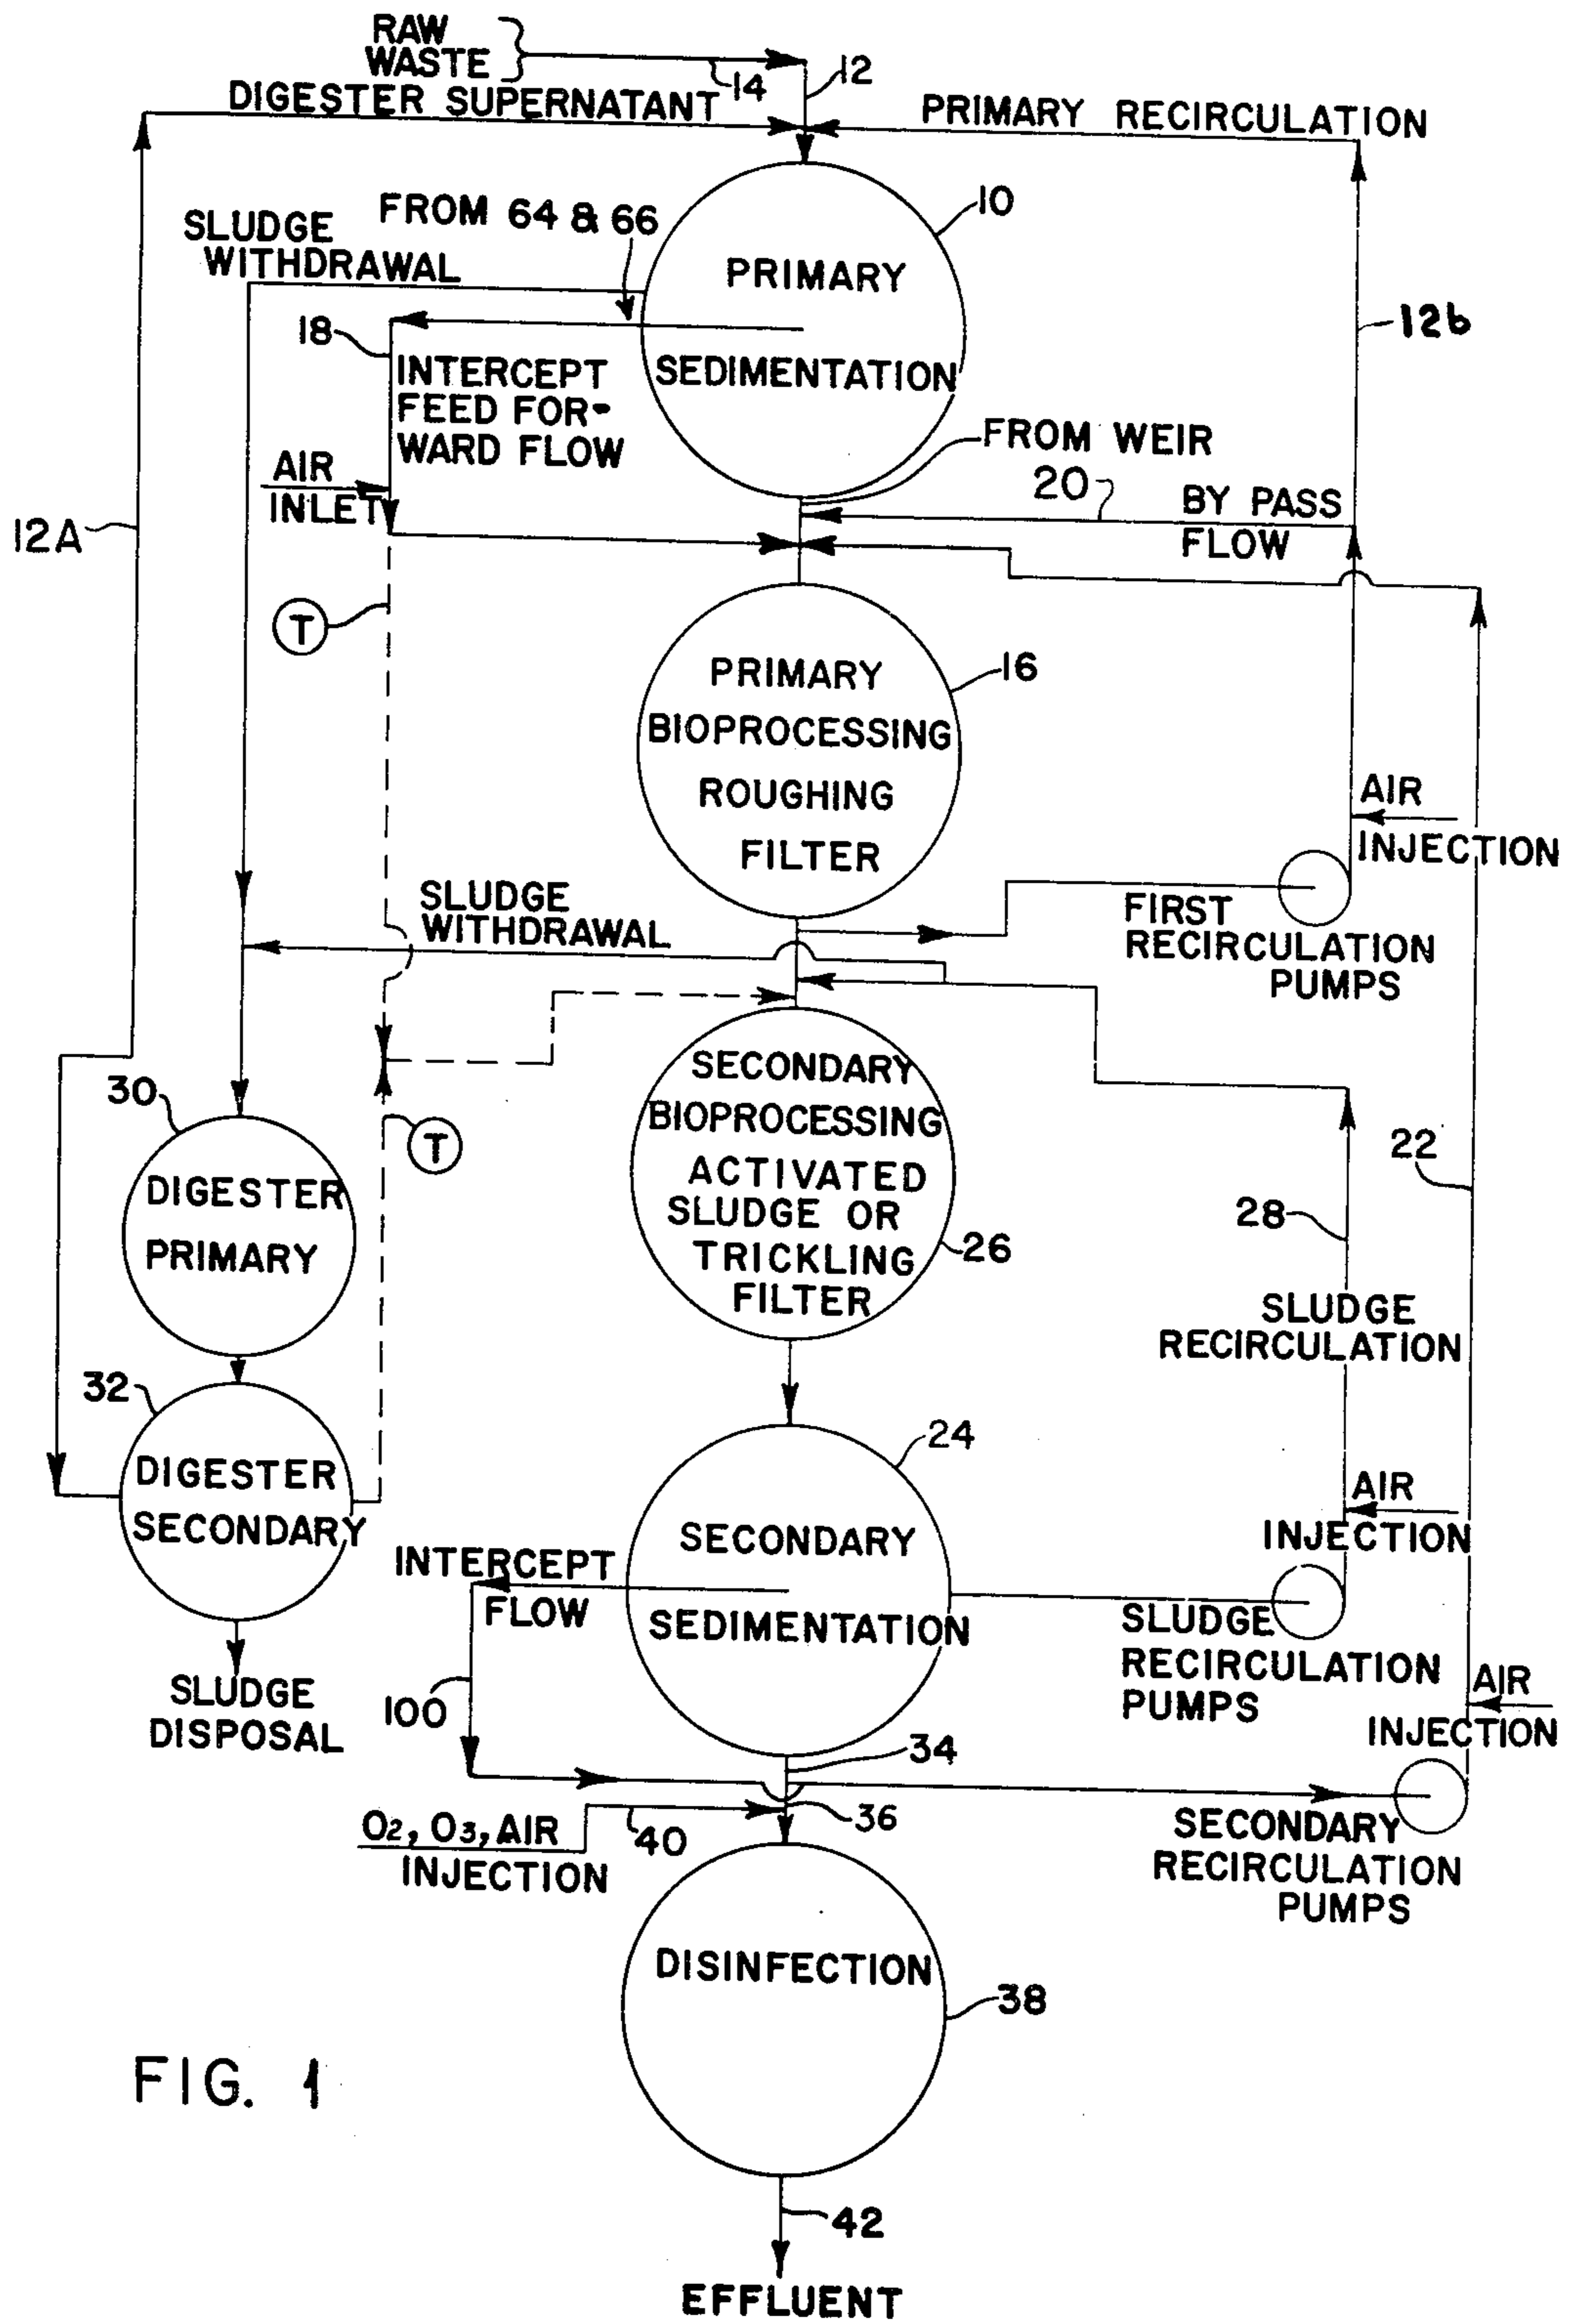 RAW
WASTE
14
12
DIGESTER SUPERNATANT
PRIMARY RECIRCULATION
FROM 64 & 66
10
SLUDGE
WITHDRAWAL
PRIMARY
SEDIMENTATION
18
12b
INTERCEPT
FEED FOR-
WARD FLOW
FROM WEIR
AIR
INLET
20
BY PASS
FLOW
12A
T
16
PRIMARY
BIOPROCESSING
ROUGHING
FILTER
AIR
INJECTION
SLUDGE
WITHDRAWAL
FIRST
RECIRCULATION
PUMPS
30
SECONDARY
BIOPROCESSING
ACTIVATED
SLUDGE OR
TRICKLING
FILTER
T
22
DIGESTER
PRIMARY
28
26
SLUDGE
RECIRCULATION
32
24
DIGESTER
SECONDARY
AIR
INJECTION
SECONDARY
SEDIMENTATION
INTERCEPT
FLOW
SLUDGE
RECIRCULATION
PUMPS
SLUDGE
DISPOSAL
100
AIR
INJECTION
34
36
O2, O3, AIR
INJECTION
40
SECONDARY
RECIRCULATION
PUMPS
DISINFECTION
38
FIG. 1
42
EFFLUENT